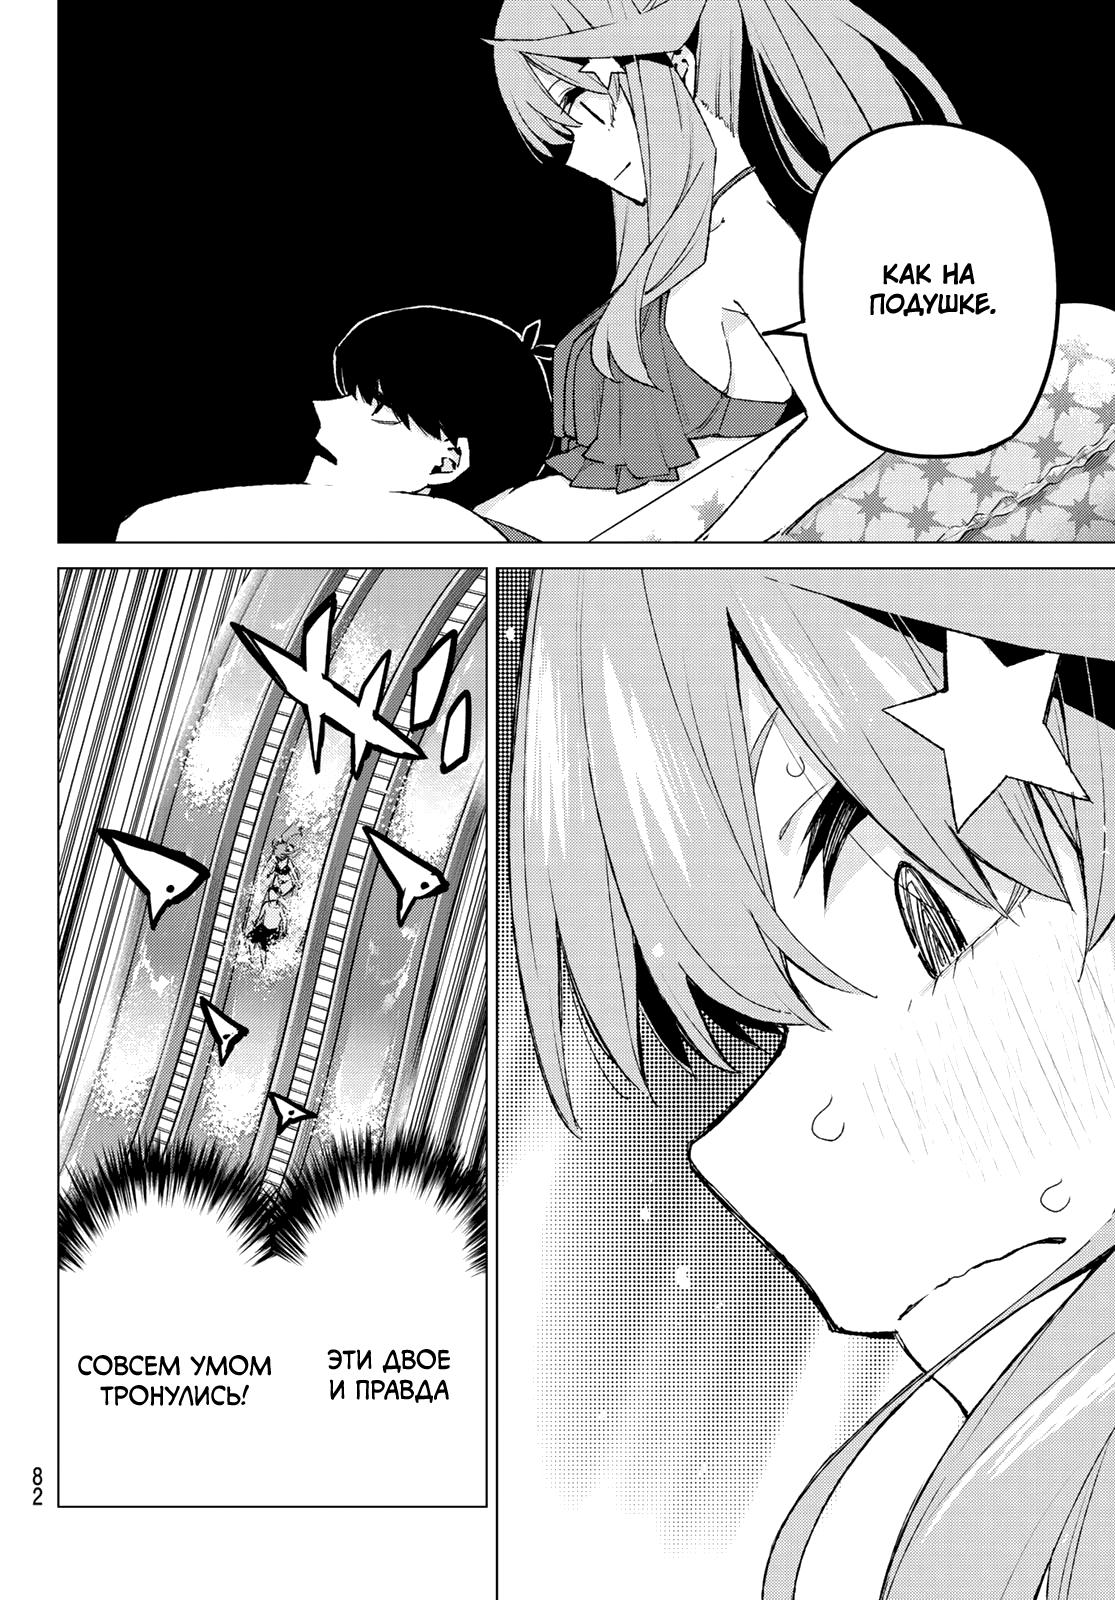 КАК НА
ПОДУШКЕ.
ЭТИ ДВОЕ
И ПРАВДА
СОВСЕМ УМОМ
ТРОНУЛИСЬ!
82